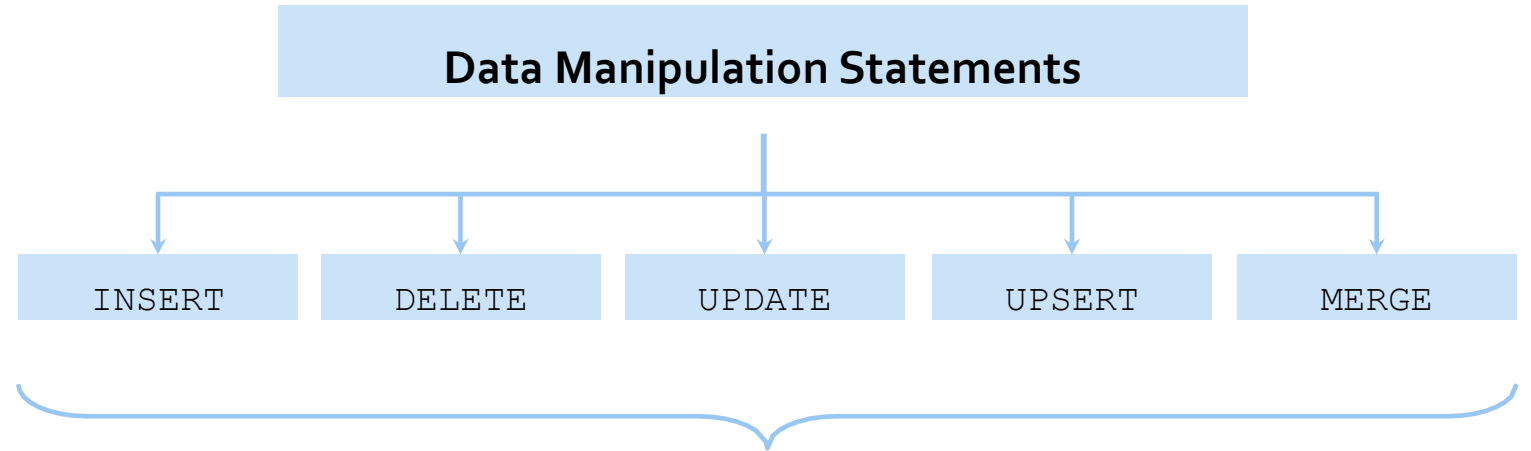 Data Manipulation Statements
INSERT DELETE UPDATE UPSERT MERGE